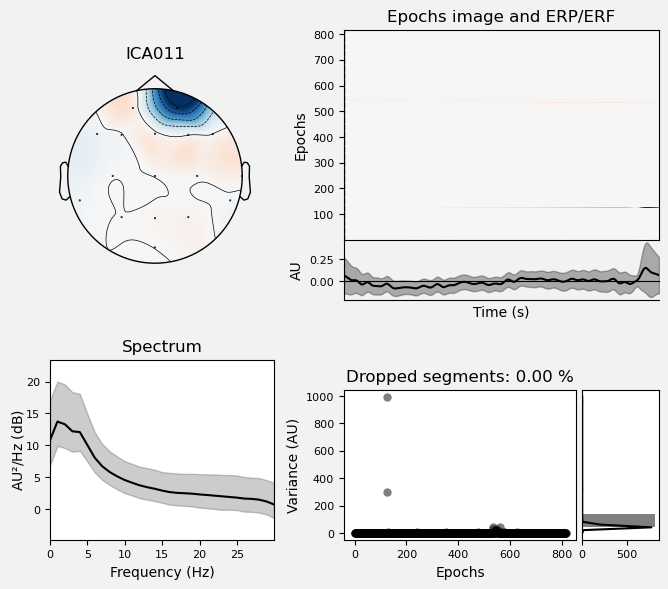 Epochs image and ERP/ERF
ICA011
800
700
600
500
400
300
200
100
Epochs
0.25
0.00
AU
Time (s)
Spectrum
20
15
10
5
0
AU²/Hz (dB)
0 5 10 15 20 25
Frequency (Hz)
Dropped segments: 0.00 %
1000
800
600
400
200
0
Variance (AU)
0 200 400 600 800
Epochs
0 500